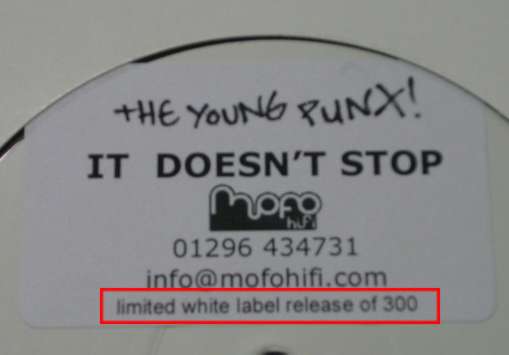 THE YOUNG PUNX!
IT DOESN'T STOP
mofo
hifi
01296 434731
info@mofohifi.com
limited white label release of 300